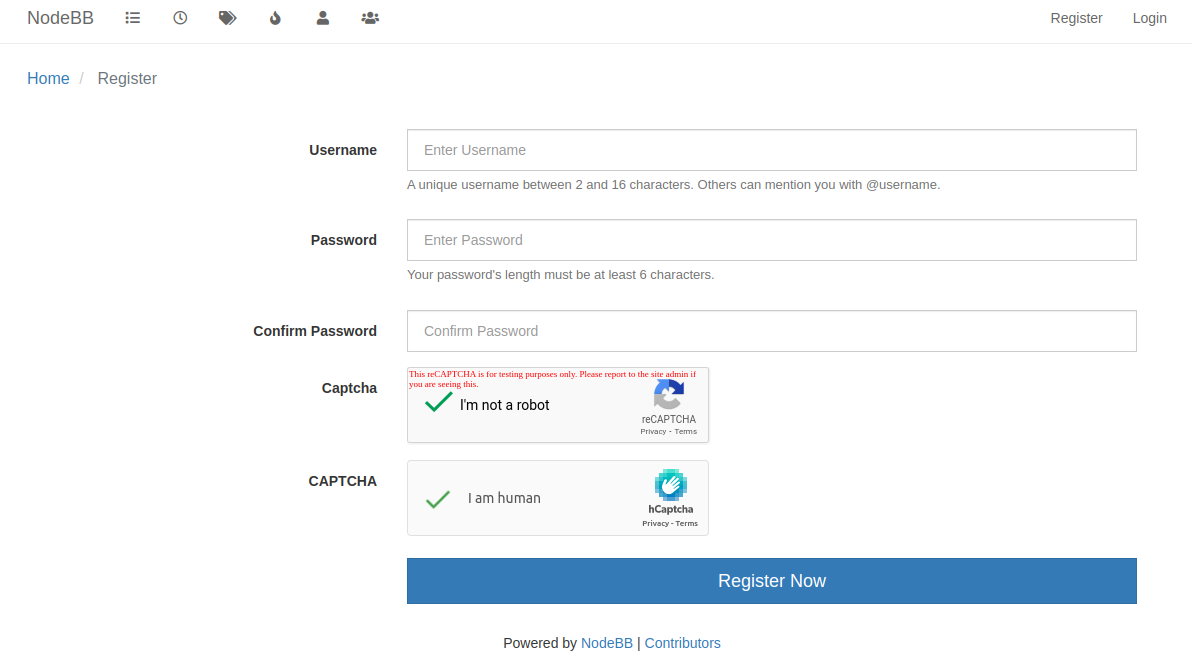 NodeBB
Register
Login
Home / Register
Username
Enter Username
A unique username between 2 and 16 characters. Others can mention you with @username.
Password
Enter Password
Your password's length must be at least 6 characters.
Confirm Password
Confirm Password
Captcha
This reCAPTCHA is for testing purposes only. Please report to the site admin if
you are seeing this.
I'm not a robot
reCAPTCHA
Privacy - Terms
CAPTCHA
I am human
hCaptcha
Privacy - Terms
Register Now
Powered by NodeBB | Contributors